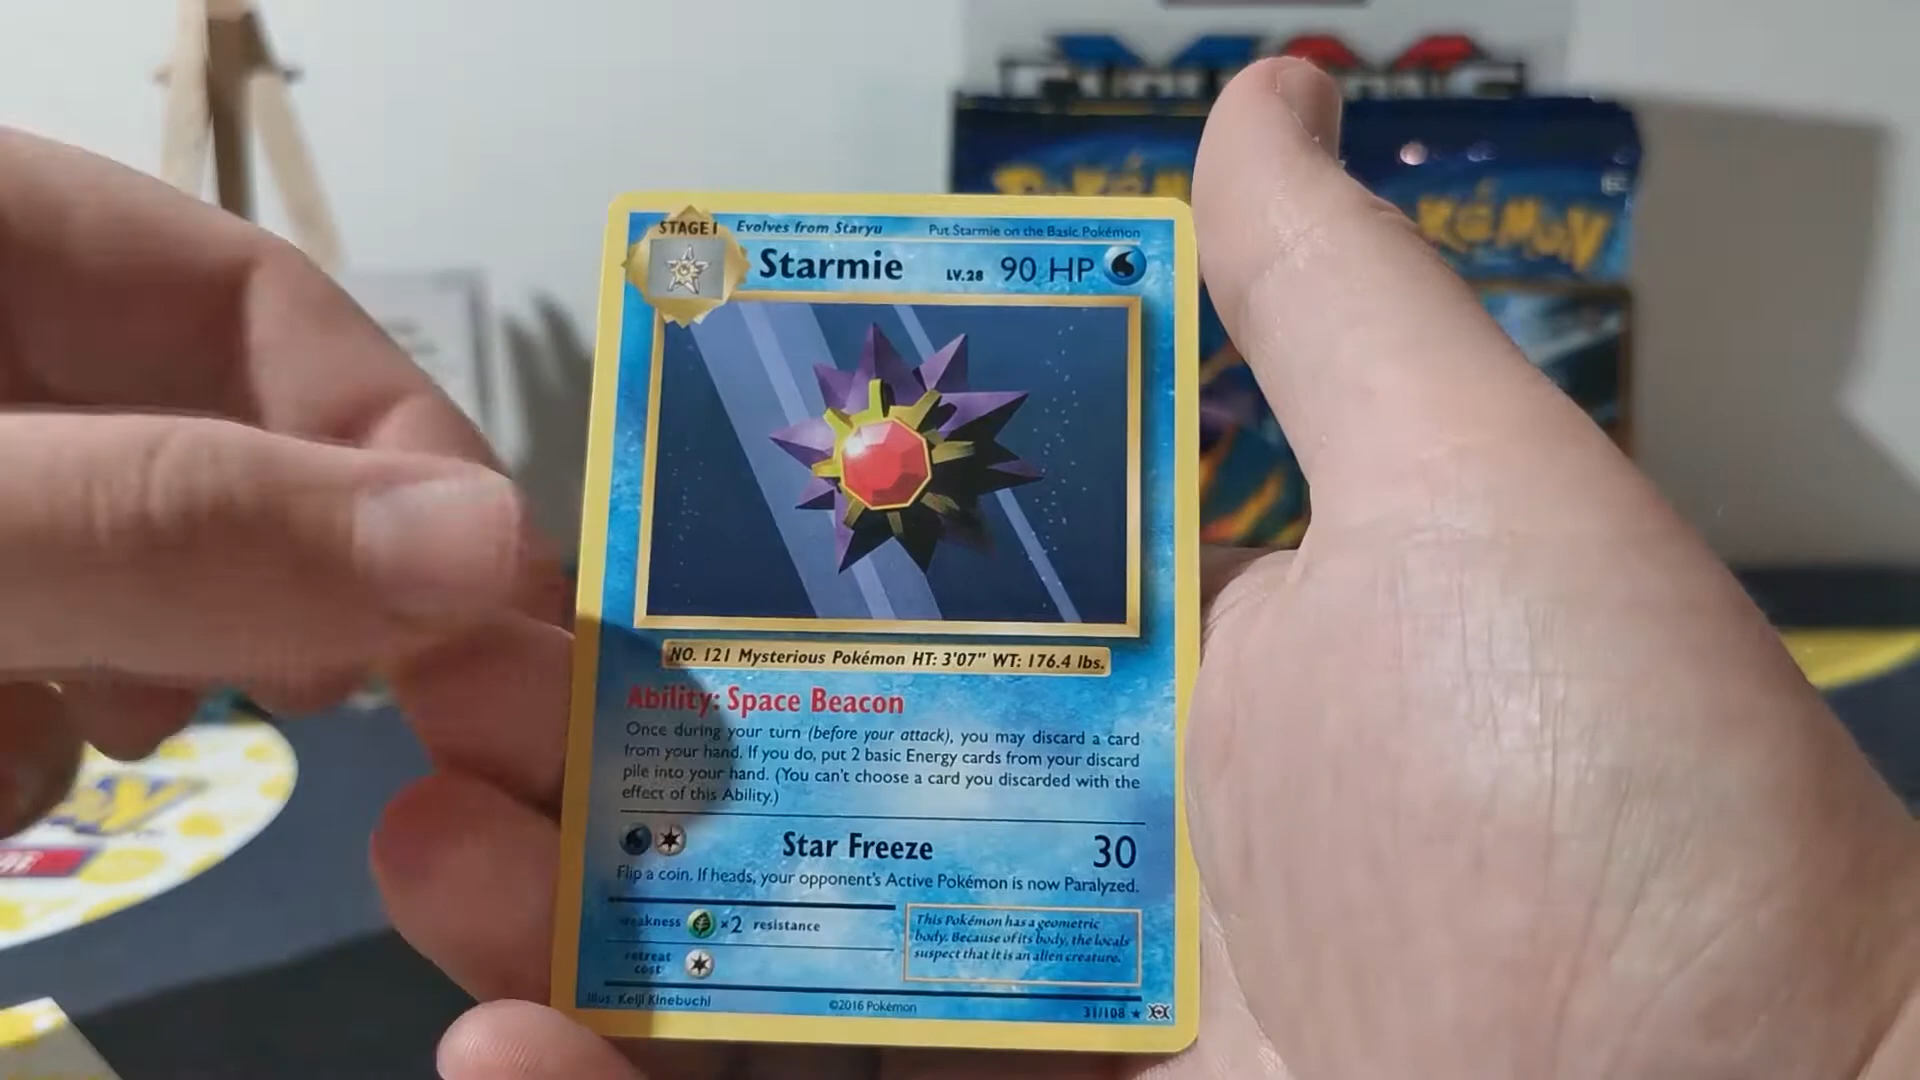 POKÉMON
KÉMON
STAGE 1 Evolves from Staryu Put Starmie on the Basic Pokémon
Starmie LV.28 90 HP
NO. 121 Mysterious Pokémon HT: 3'07" WT: 176.4 lbs.
Ability: Space Beacon
Once during your turn (before your attack), you may discard a card
from your hand. If you do, put 2 basic Energy cards from your discard
pile into your hand. (You can't choose a card you discarded with the
effect of this Ability.)
Star Freeze 30
Flip a coin. If heads, your opponent's Active Pokémon is now Paralyzed.
weakness ×2 resistance
retreat
cost
This Pokémon has a geometric
body. Because of its body, the locals
suspect that it is an alien creature.
Illus. Keiji Kinebuchi ©2016 Pokémon 31/108 ★